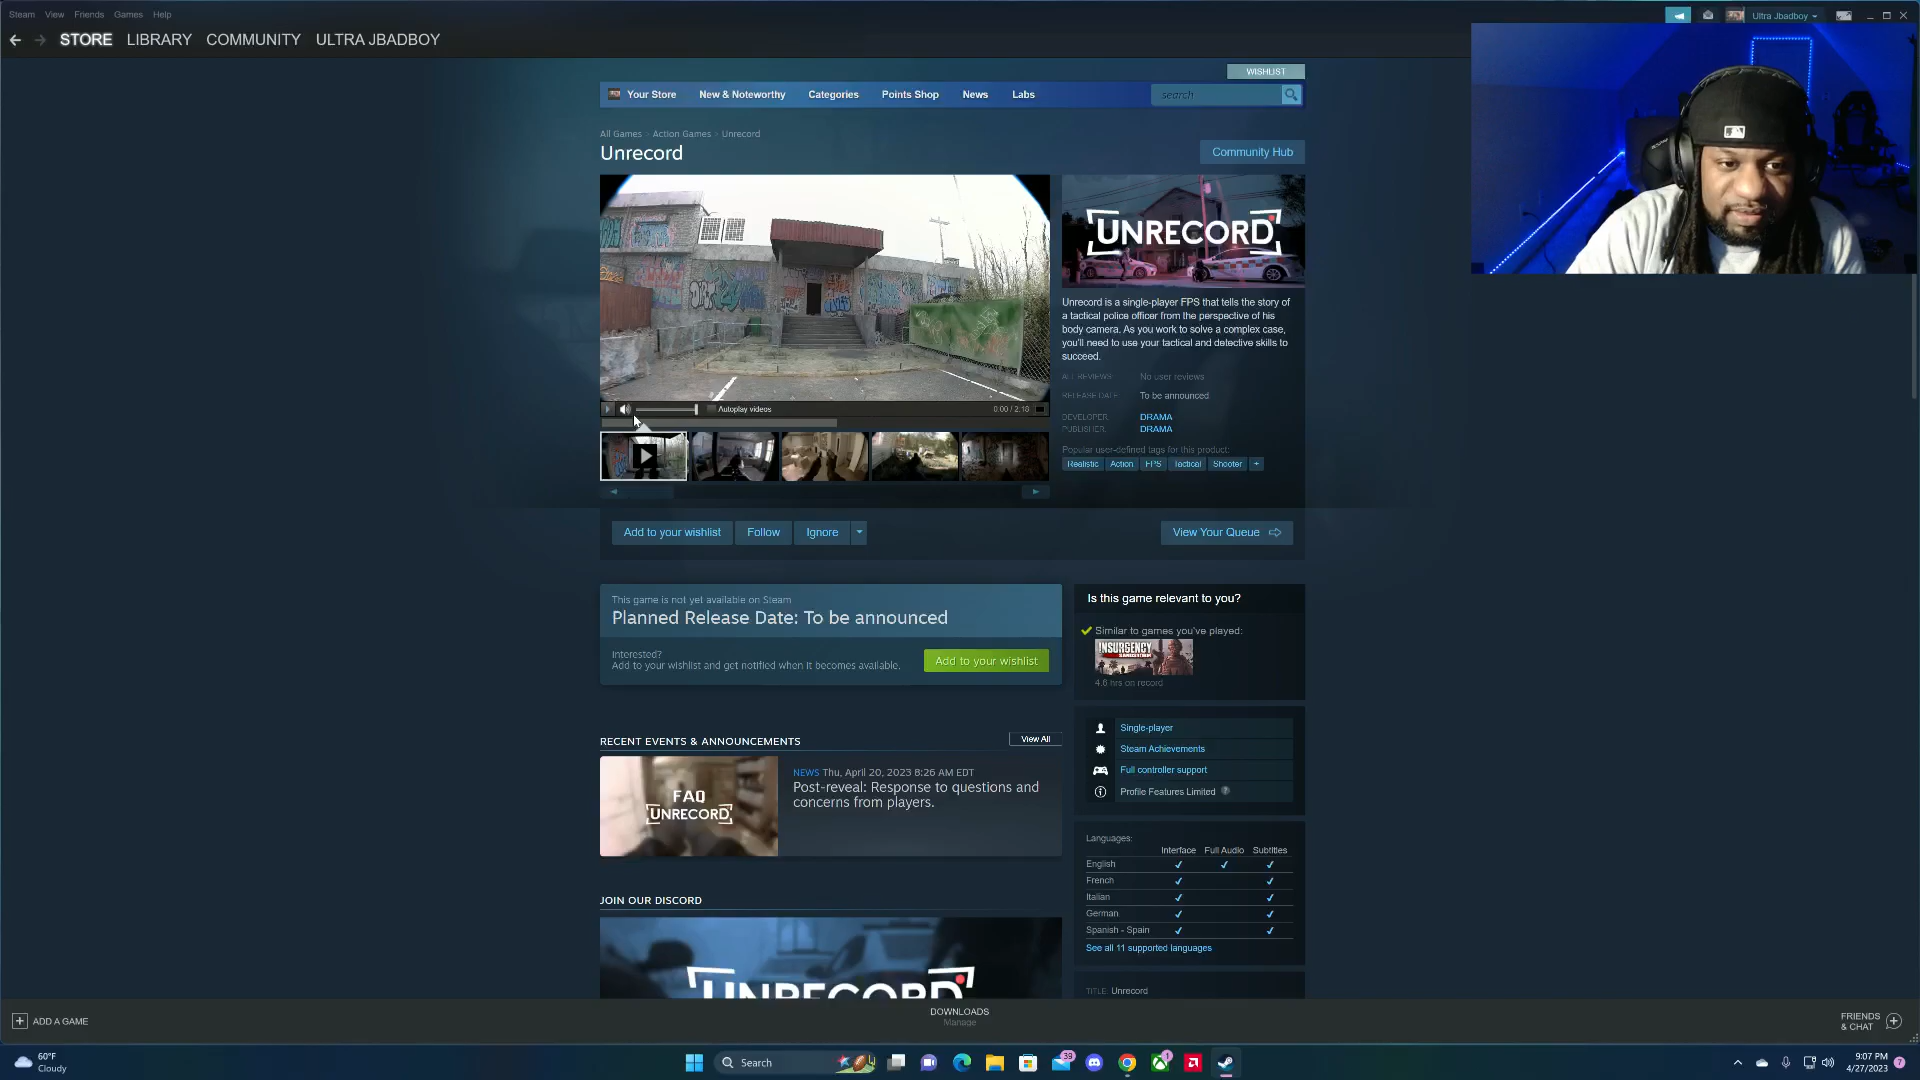 Steam View Friends Games Help
Ultra Jbadboy
STORE LIBRARY COMMUNITY ULTRA JBADBOY
WISHLIST
Your Store New & Noteworthy Categories Points Shop News Labs search
All Games > Action Games > Unrecord
Unrecord
Community Hub
UNRECORD
Unrecord is a single-player FPS that tells the story of
a tactical police officer from the perspective of his
body camera. As you work to solve a complex case,
you'll need to use your tactical and detective skills to
succeed.
ALL REVIEWS: No user reviews
RELEASE DATE: To be announced
DEVELOPER: DRAMA
PUBLISHER: DRAMA
Popular user-defined tags for this product:
Realistic Action FPS Tactical Shooter +
Autoplay videos 0:00 / 2:18
Add to your wishlist Follow Ignore View Your Queue
This game is not yet available on Steam
Planned Release Date: To be announced
Interested?
Add to your wishlist and get notified when it becomes available.
Add to your wishlist
Is this game relevant to you?
Similar to games you've played:
INSURGENCY
4.6 hrs on record
Single-player
Steam Achievements
Full controller support
Profile Features Limited
RECENT EVENTS & ANNOUNCEMENTS
View All
FAQ
UNRECORD
NEWS Thu, April 20, 2023 8:26 AM EDT
Post-reveal: Response to questions and
concerns from players.
Languages:
Interface Full Audio Subtitles
English ✔ ✔ ✔
French ✔ ✔
Italian ✔ ✔
German ✔ ✔
Spanish - Spain ✔ ✔
See all 11 supported languages
TITLE: Unrecord
JOIN OUR DISCORD
UNRECORD
ADD A GAME
DOWNLOADS
Manage
FRIENDS
& CHAT
60°F
Cloudy
Search
39
1
9:07 PM
4/27/2023
7